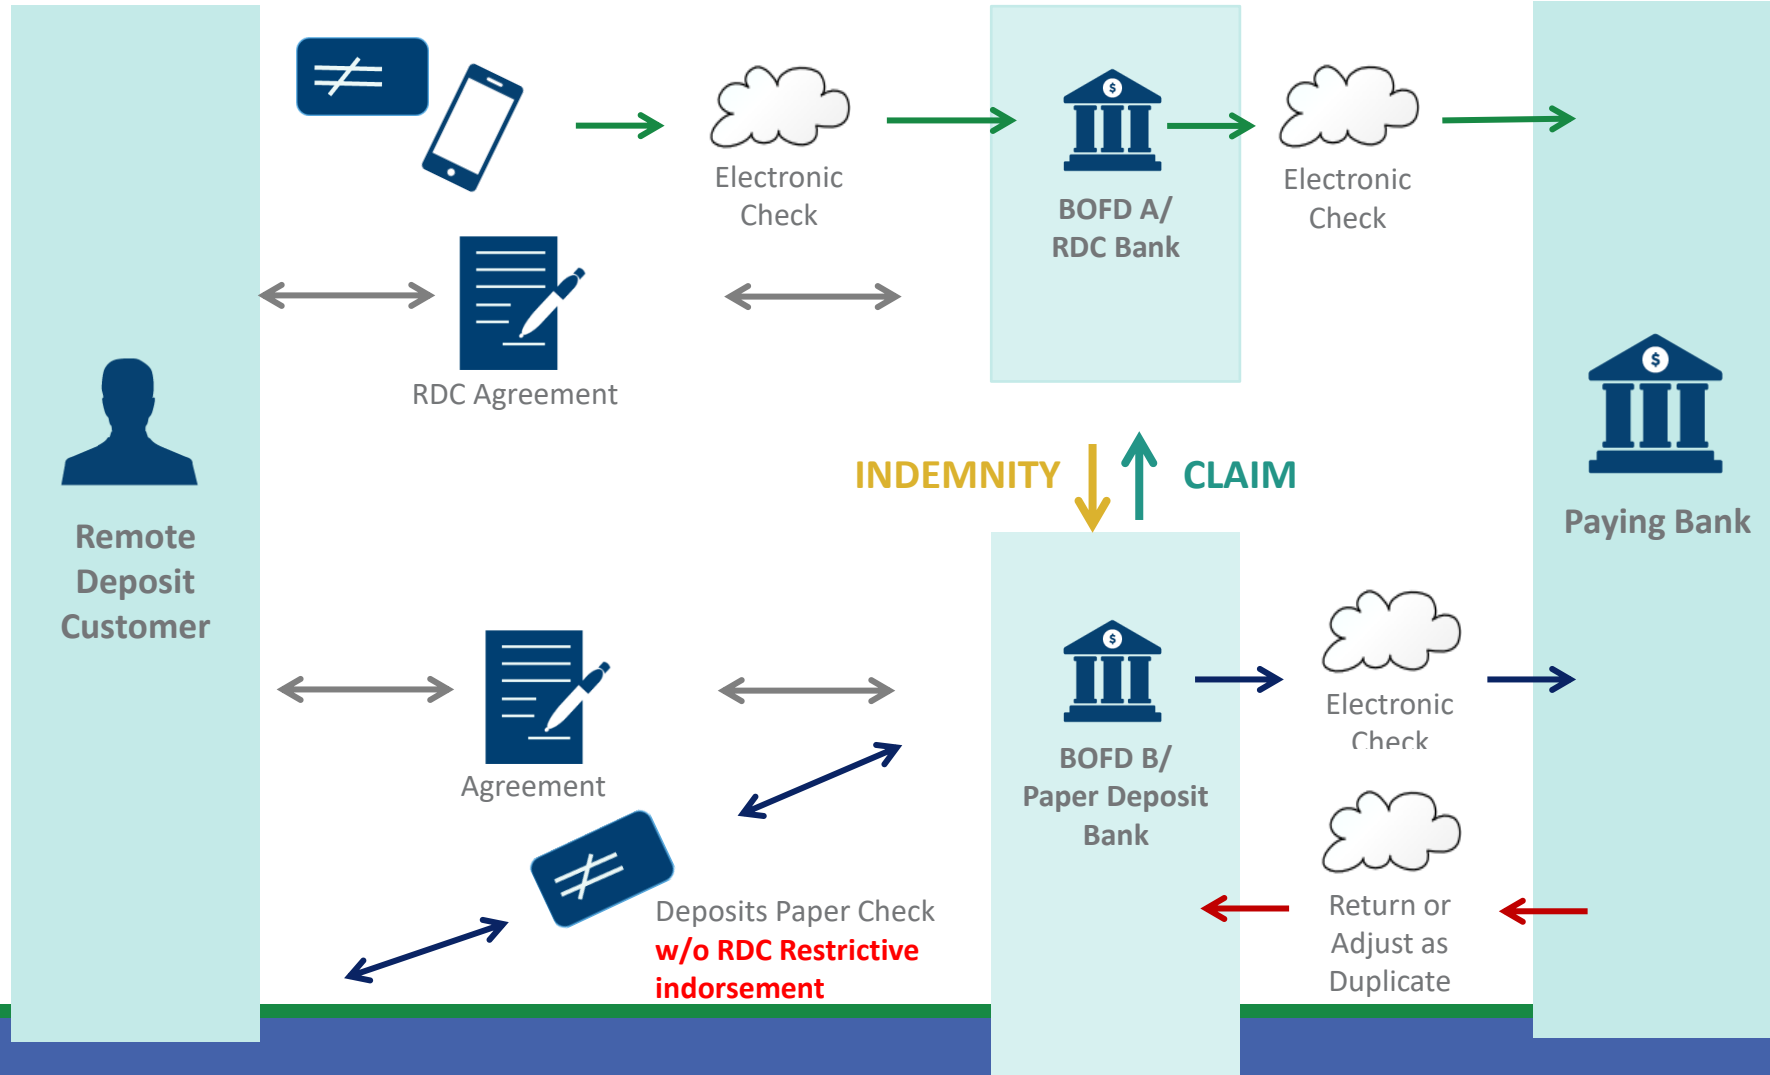 Electronic
Check
Electronic
Check
BOFD A/
RDC Bank
RDC Agreement
INDEMNITY
CLAIM
Remote
Deposit
Customer
Paying Bank
Agreement
BOFD B/
Paper Deposit
Bank
Electronic
Check
Deposits Paper Check
w/o RDC Restrictive
indorsement
Return or
Adjust as
Duplicate